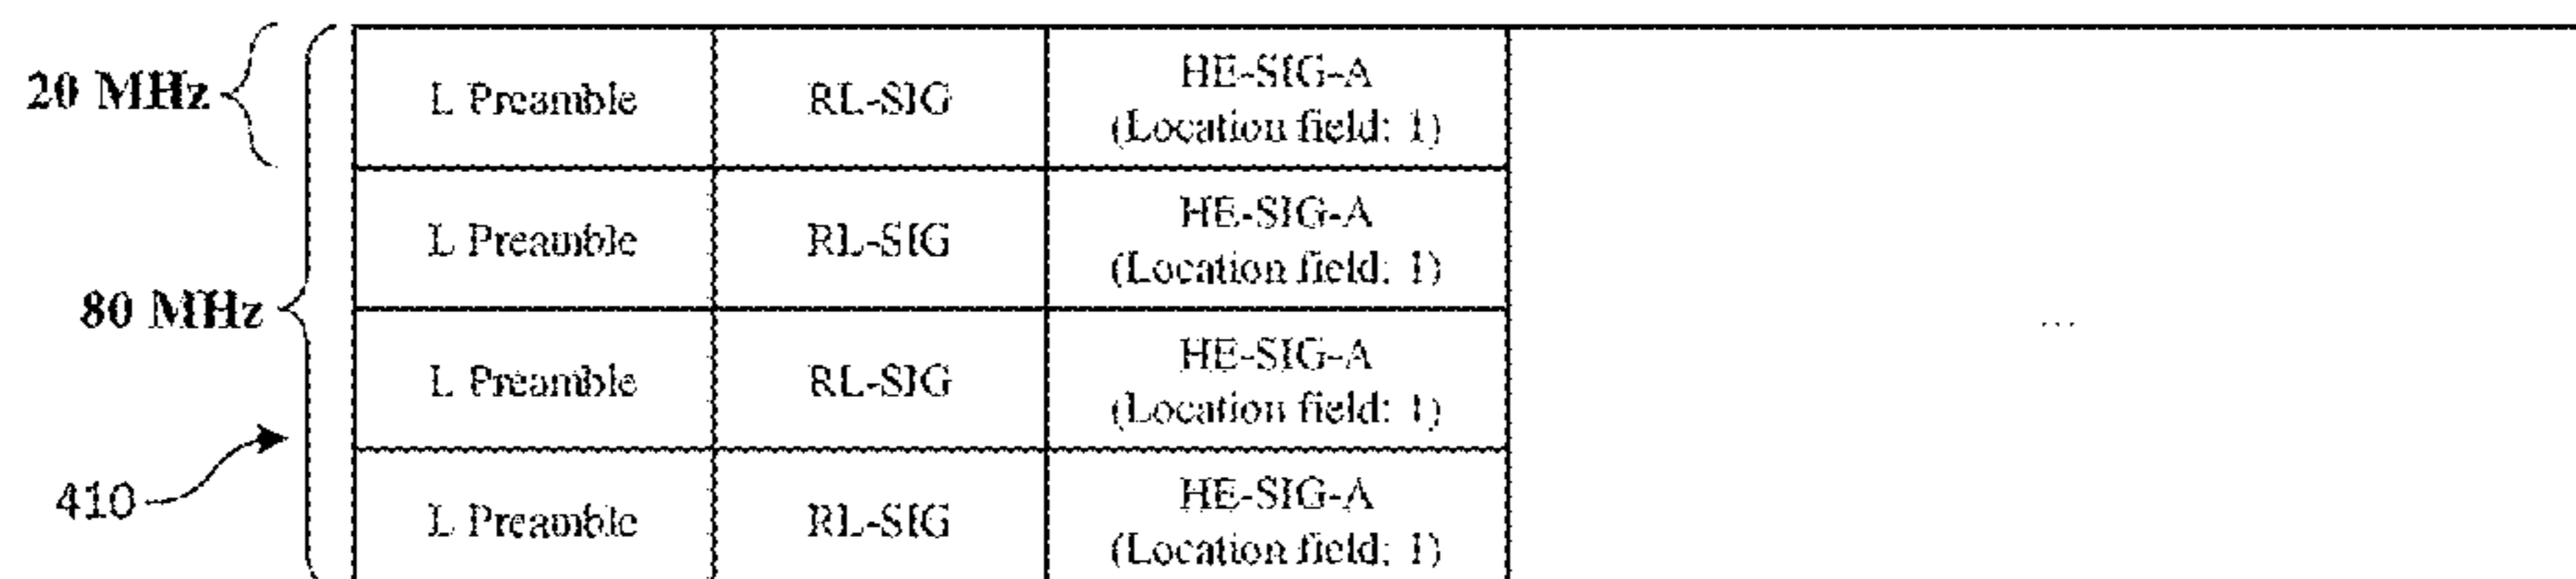 20 MHz
L Preamble RL-SIG HE-SIG-A
(Location field: 1)
L Preamble RL-SIG HE-SIG-A
(Location field: 1)
80 MHz
...
L Preamble RL-SIG HE-SIG-A
(Location field: 1)
410
L Preamble RL-SIG HE-SIG-A
(Location field: 1)